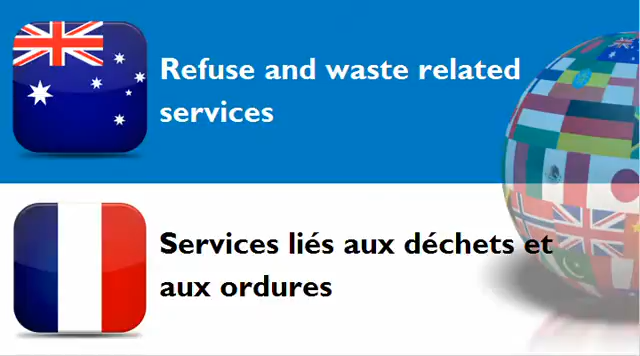 Refuse and waste related
services
Services liés aux déchets et
aux ordures